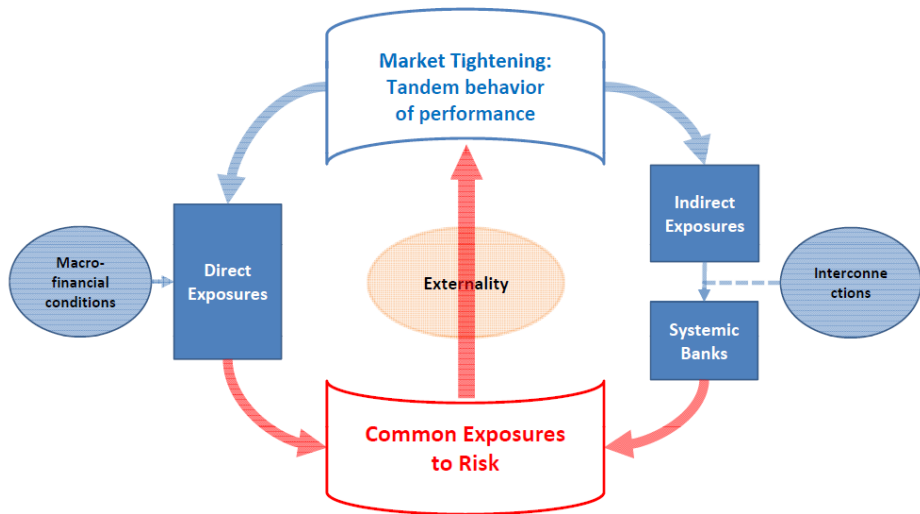 Market Tightening:
Tandem behavior
of performance
Indirect
Exposures
Macro-
financial
conditions
Direct
Exposures
Externality
Interconne
ctions
Systemic
Banks
Common Exposures
to Risk